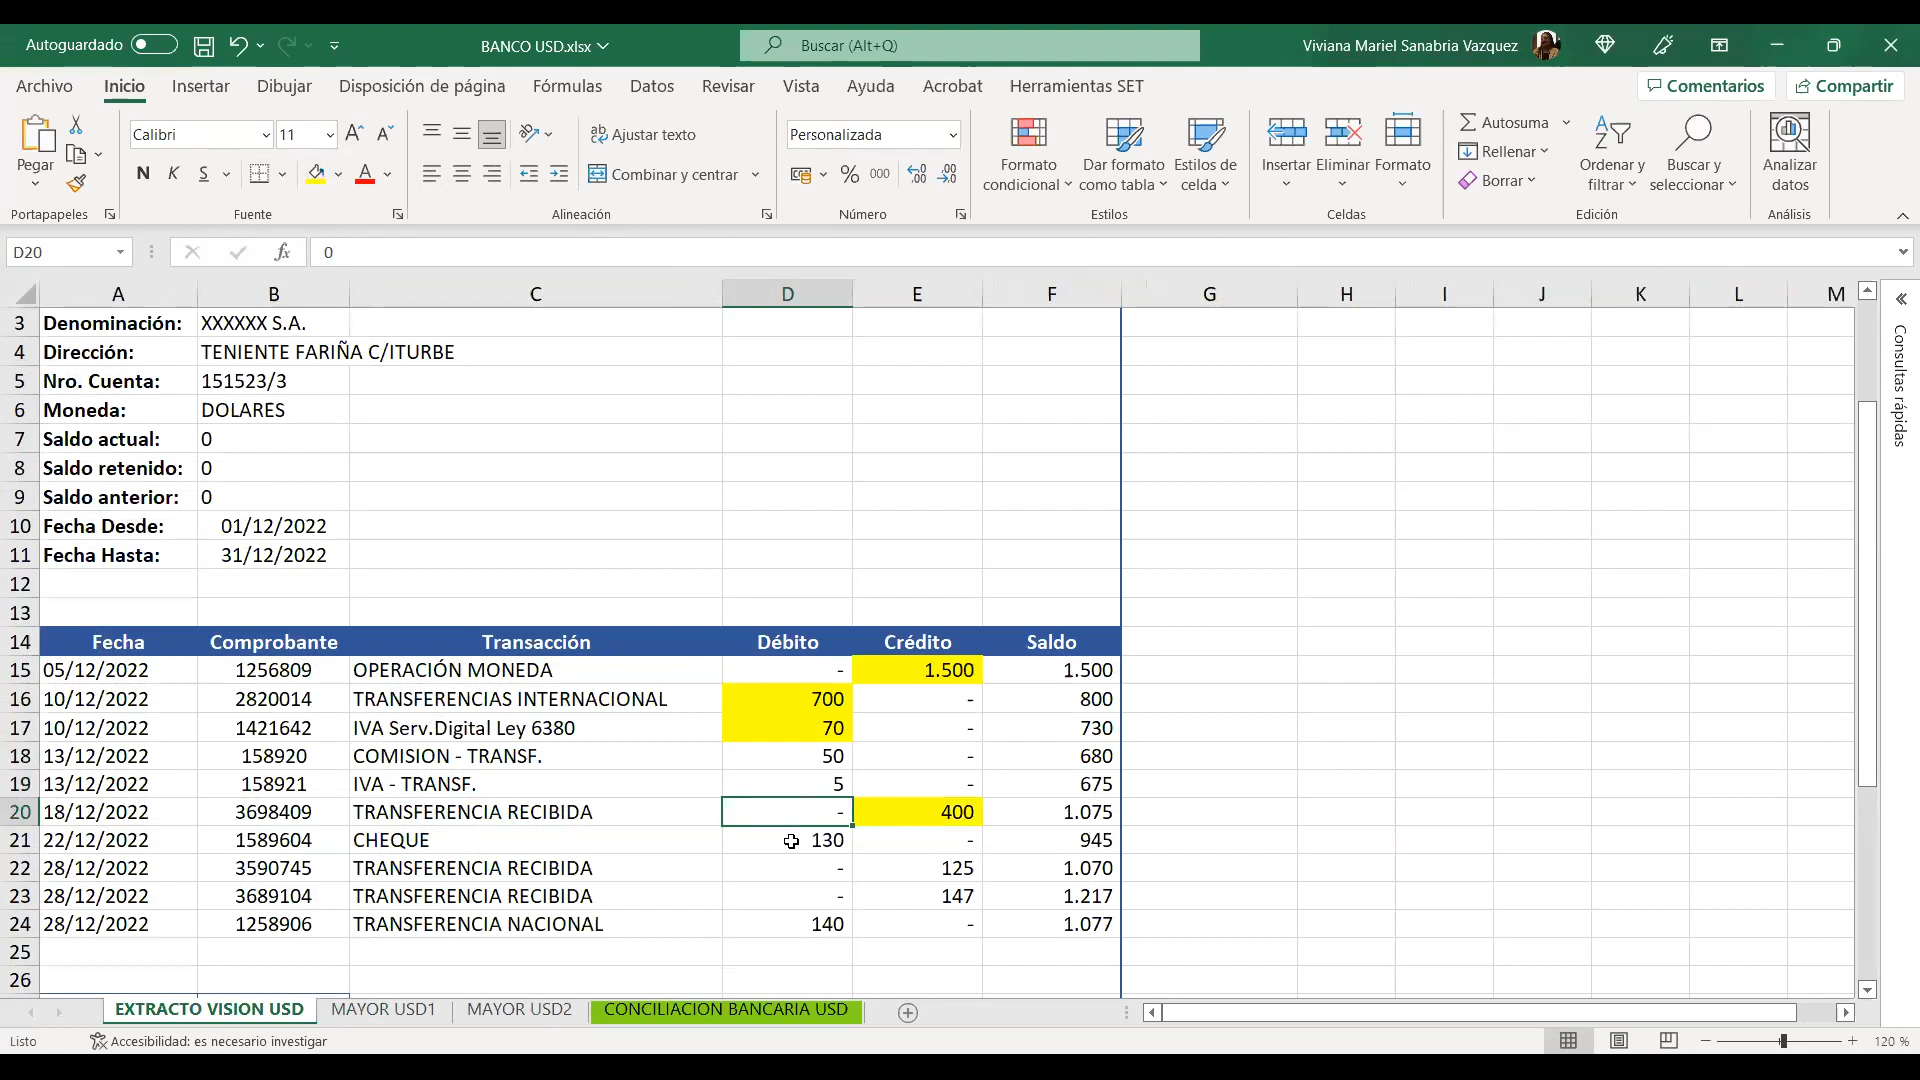 Autoguardado
BANCO USD.xlsx
Buscar (Alt+Q)
Viviana Mariel Sanabria Vazquez
Archivo Inicio Insertar Dibujar Disposición de página Fórmulas Datos Revisar Vista Ayuda Acrobat Herramientas SET
Comentarios Compartir
Pegar
Portapapeles
Calibri 11
N K S A A A
Fuente
Ajustar texto
Combinar y centrar
Alineación
Personalizada
% 000
Número
Formato condicional
Dar formato como tabla
Estilos de celda
Estilos
Insertar Eliminar Formato
Celdas
Autosuma
Rellenar
Borrar
Ordenar y filtrar
Buscar y seleccionar
Edición
Analizar datos
Análisis
D20 fx 0
A B C D E F G H I J K L M
3 Denominación: XXXXXX S.A.
4 Dirección: TENIENTE FARIÑA C/ITURBE
5 Nro. Cuenta: 151523/3
6 Moneda: DOLARES
7 Saldo actual: 0
8 Saldo retenido: 0
9 Saldo anterior: 0
10 Fecha Desde: 01/12/2022
11 Fecha Hasta: 31/12/2022
12
13
14 Fecha Comprobante Transacción Débito Crédito Saldo
15 05/12/2022 1256809 OPERACIÓN MONEDA - 1.500 1.500
16 10/12/2022 2820014 TRANSFERENCIAS INTERNACIONAL 700 - 800
17 10/12/2022 1421642 IVA Serv.Digital Ley 6380 70 - 730
18 13/12/2022 158920 COMISION - TRANSF. 50 - 680
19 13/12/2022 158921 IVA - TRANSF. 5 - 675
20 18/12/2022 3698409 TRANSFERENCIA RECIBIDA - 400 1.075
21 22/12/2022 1589604 CHEQUE 130 - 945
22 28/12/2022 3590745 TRANSFERENCIA RECIBIDA - 125 1.070
23 28/12/2022 3689104 TRANSFERENCIA RECIBIDA - 147 1.217
24 28/12/2022 1258906 TRANSFERENCIA NACIONAL 140 - 1.077
25
26
Consultas rápidas
EXTRACTO VISION USD MAYOR USD1 MAYOR USD2 CONCILIACION BANCARIA USD
Listo Accesibilidad: es necesario investigar 120 %